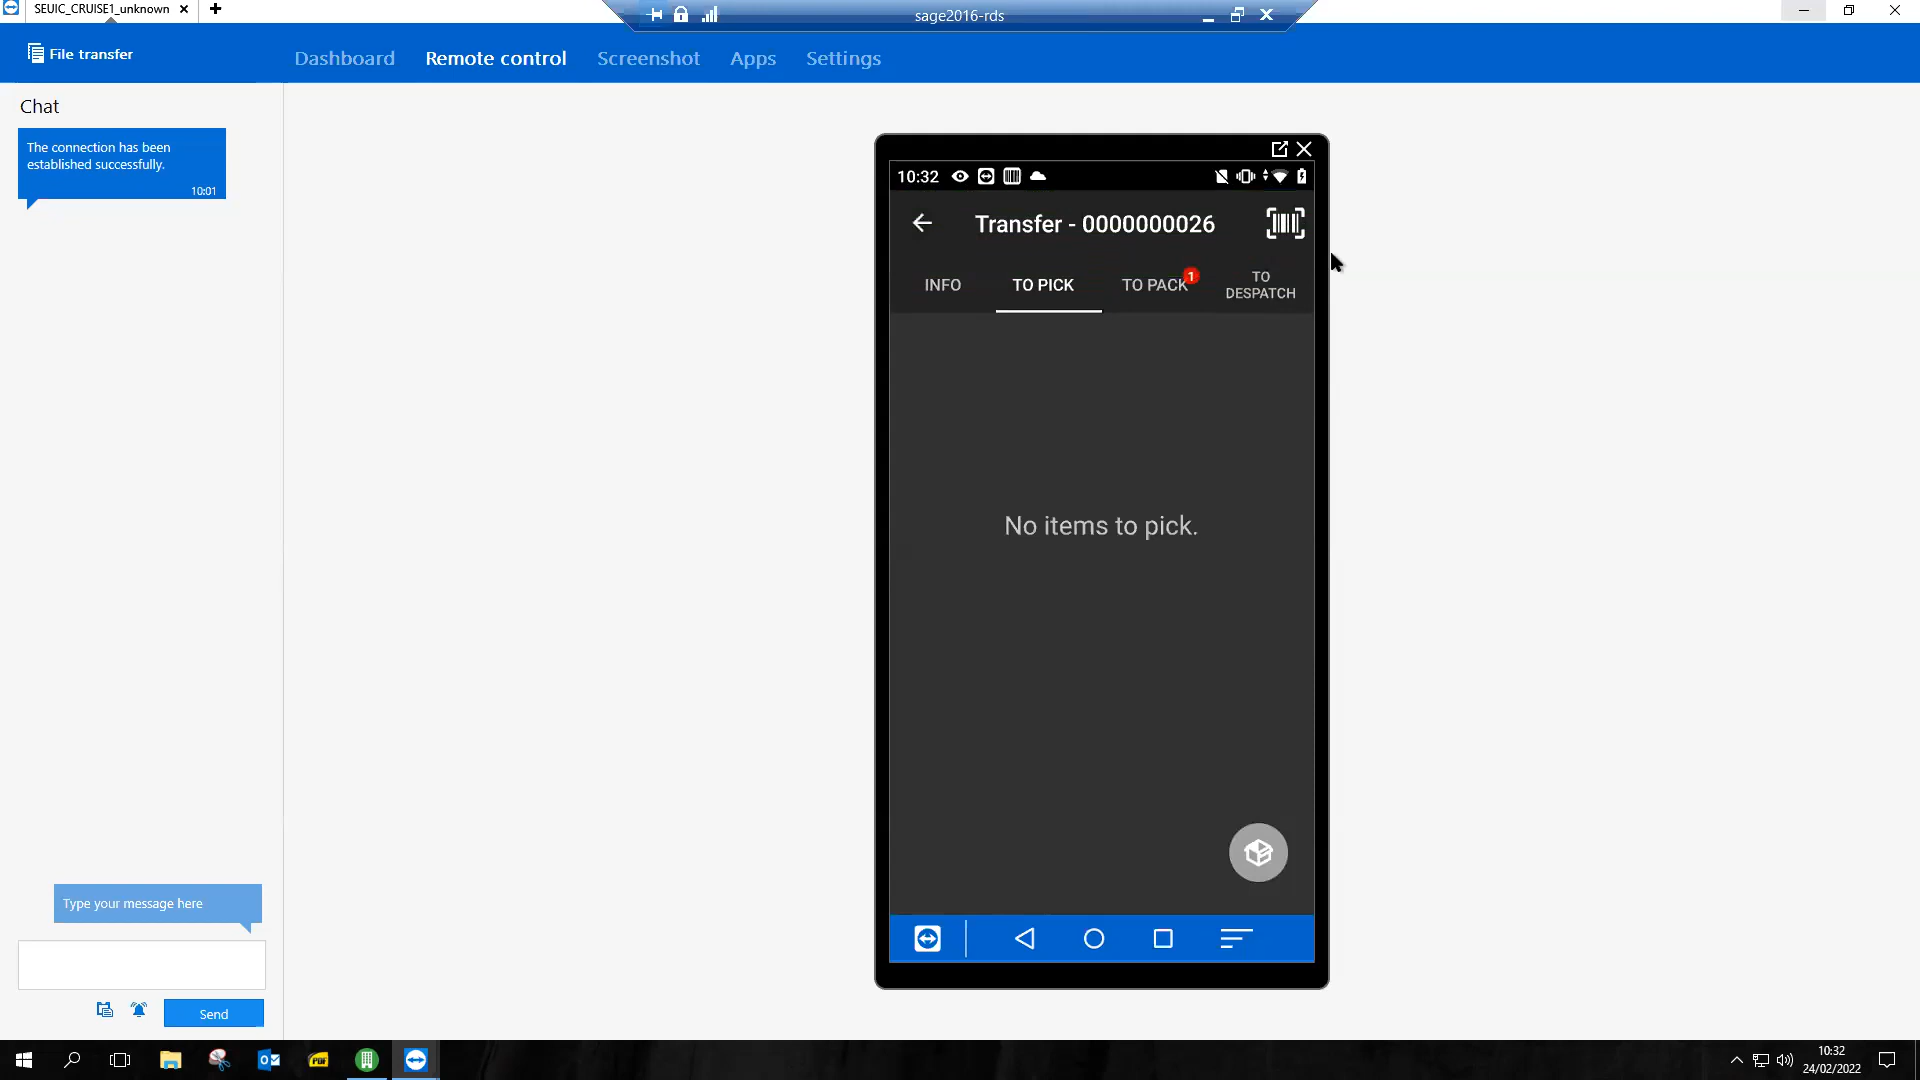 SEUIC_CRUISE1_unknown
sage2016-rds
File transfer
Dashboard
Remote control
Screenshot
Apps
Settings
Chat
The connection has been
established successfully.
10:01
10:32
Transfer - 0000000026
INFO
TO PICK
TO PACK
1
TO
DESPATCH
No items to pick.
Type your message here
Send
PDF
10:32
24/02/2022